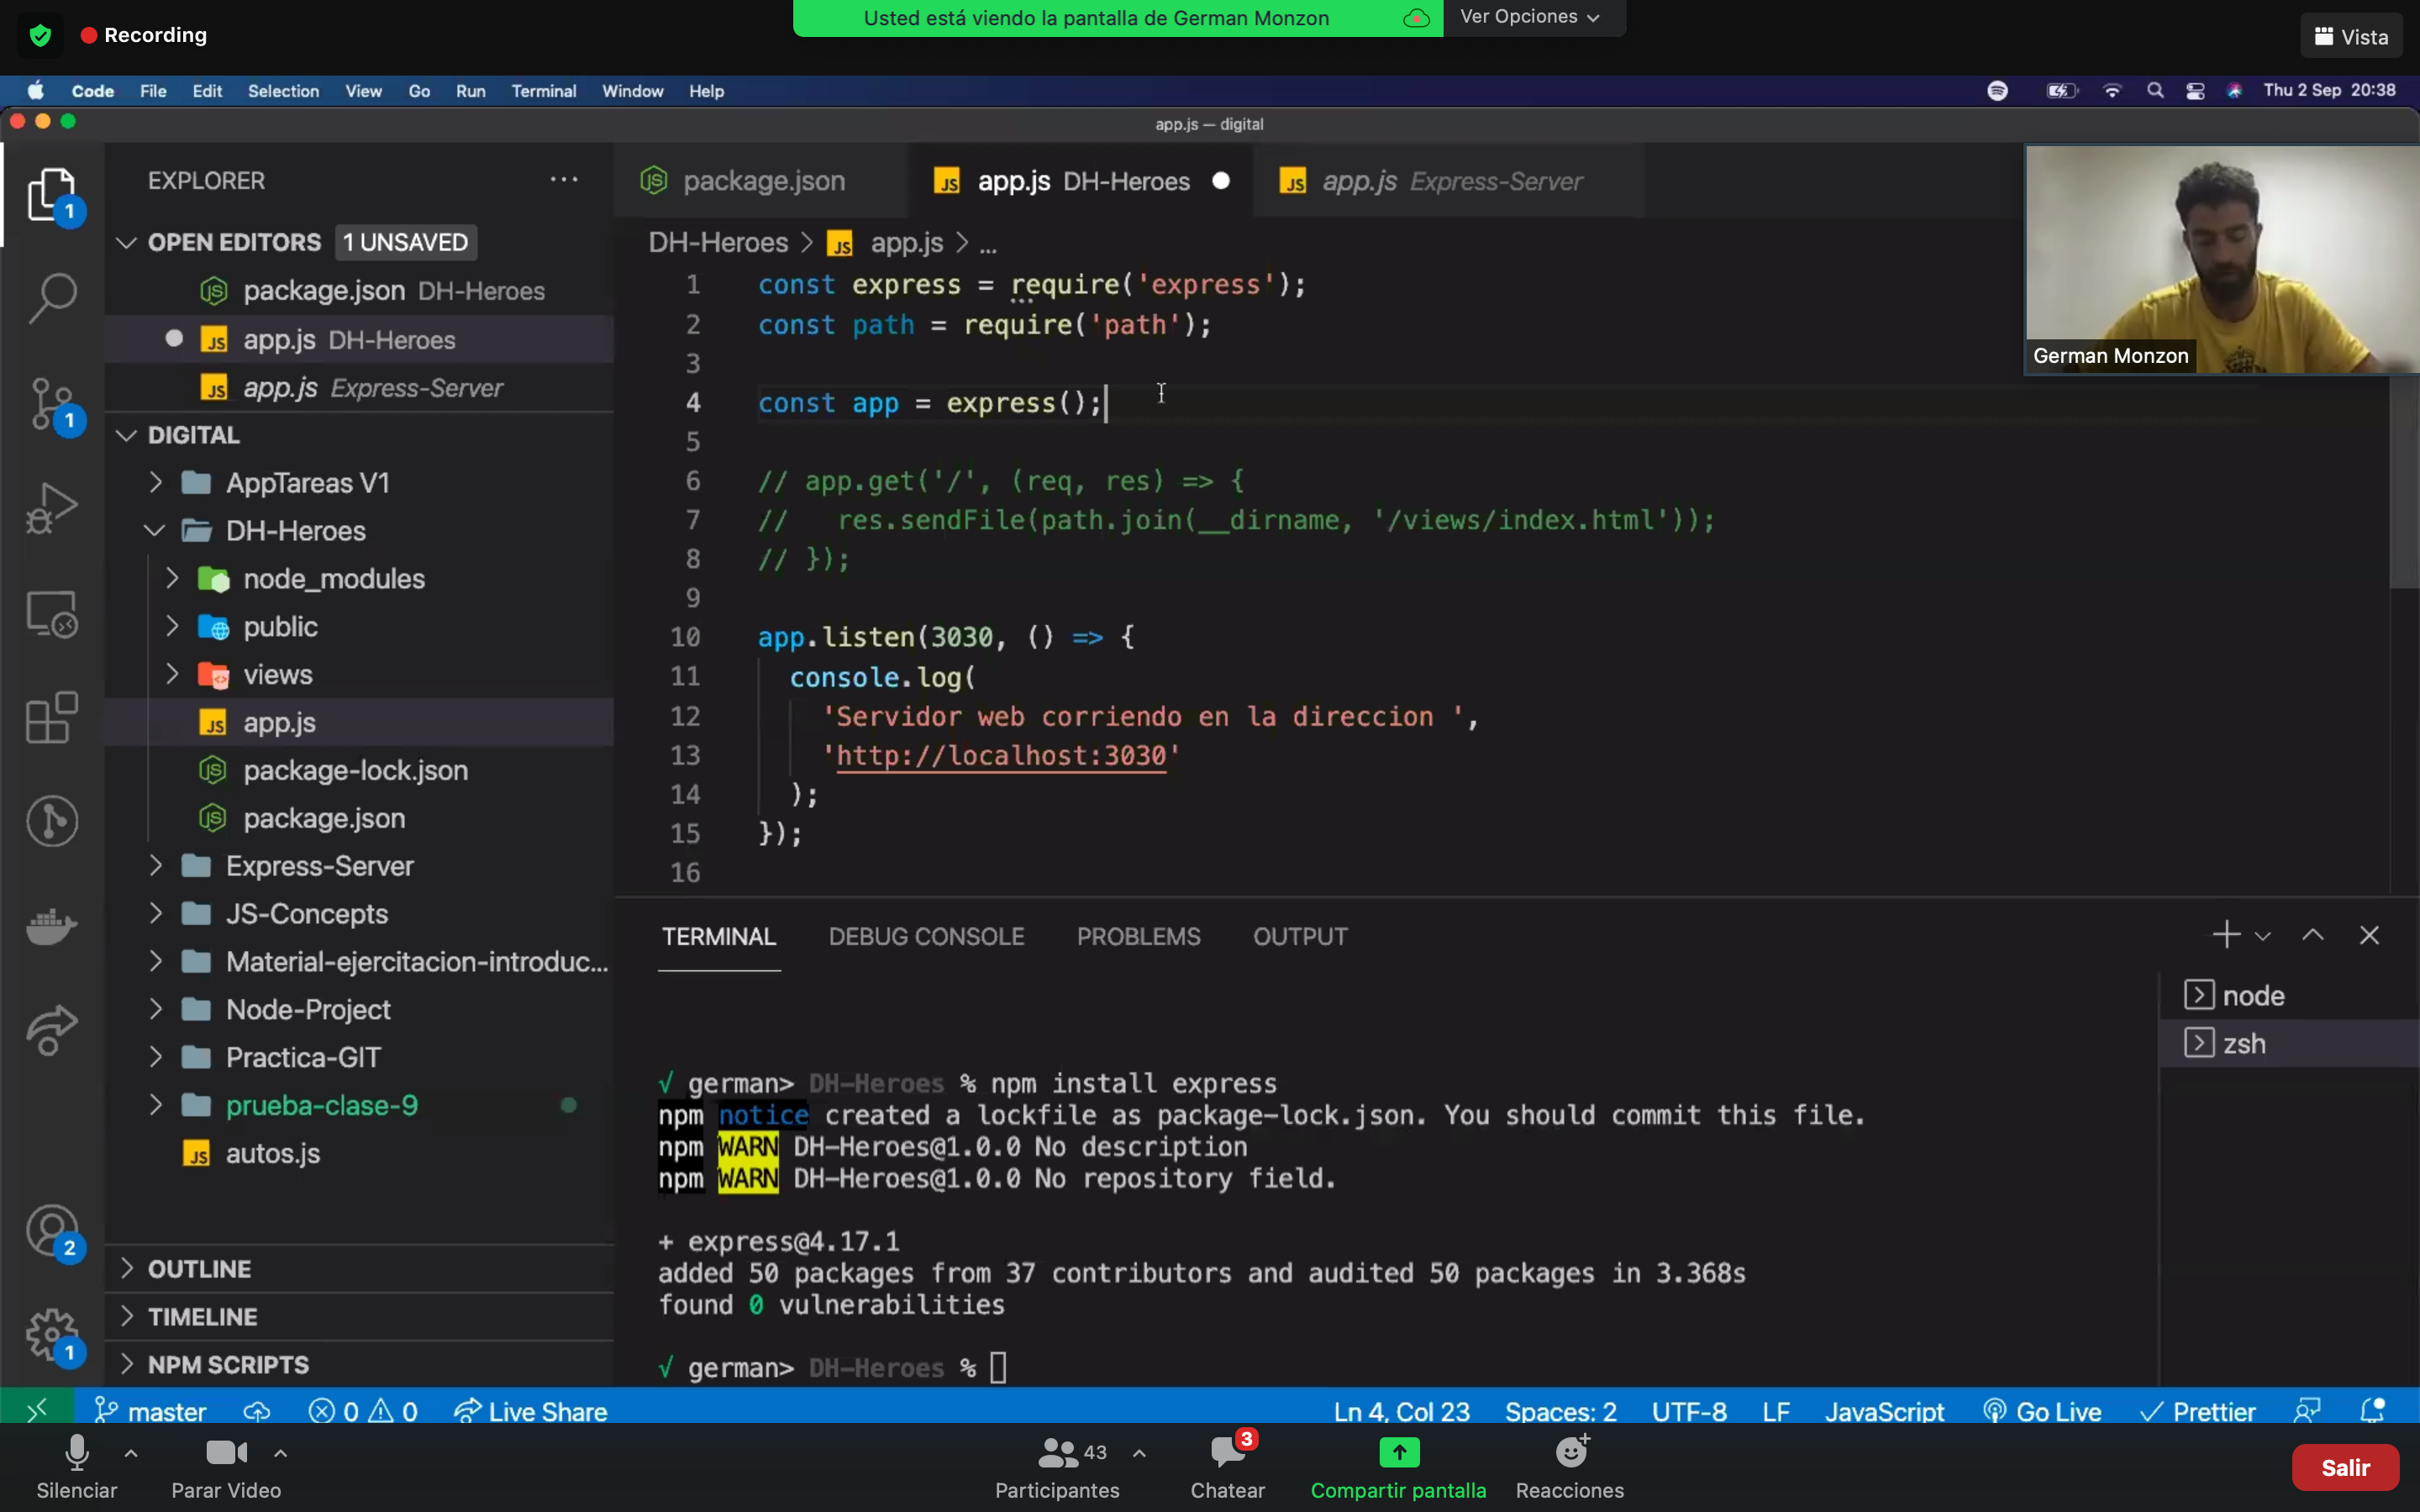 Recording
Usted está viendo la pantalla de German Monzon
Ver Opciones
Vista
Code File Edit Selection View Go Run Terminal Window Help
Thu 2 Sep 20:38
app.js — digital
EXPLORER
OPEN EDITORS 1 UNSAVED
package.json DH-Heroes
app.js DH-Heroes
app.js Express-Server
DIGITAL
AppTareas V1
DH-Heroes
node_modules
public
views
app.js
package-lock.json
package.json
Express-Server
JS-Concepts
Material-ejercitacion-introduc...
Node-Project
Practica-GIT
prueba-clase-9
autos.js
OUTLINE
TIMELINE
NPM SCRIPTS
1
1
2
1
package.json
app.js DH-Heroes
app.js Express-Server
DH-Heroes > app.js > ...
1 const express = require('express');
2 const path = require('path');
3
4 const app = express();
5
6 // app.get('/', (req, res) => {
7 //   res.sendFile(path.join(__dirname, '/views/index.html'));
8 // });
9
10 app.listen(3030, () => {
11   console.log(
12     'Servidor web corriendo en la direccion ',
13     'http://localhost:3030'
14   );
15 });
16
German Monzon
TERMINAL DEBUG CONSOLE PROBLEMS OUTPUT
node
zsh
√ german> DH-Heroes % npm install express
npm notice created a lockfile as package-lock.json. You should commit this file.
npm WARN DH-Heroes@1.0.0 No description
npm WARN DH-Heroes@1.0.0 No repository field.
+ express@4.17.1
added 50 packages from 37 contributors and audited 50 packages in 3.368s
found 0 vulnerabilities
√ german> DH-Heroes %
master 0 0 Live Share
Ln 4, Col 23 Spaces: 2 UTF-8 LF JavaScript Go Live Prettier
Silenciar
Parar Video
43
Participantes
3
Chatear
Compartir pantalla
Reacciones
Salir